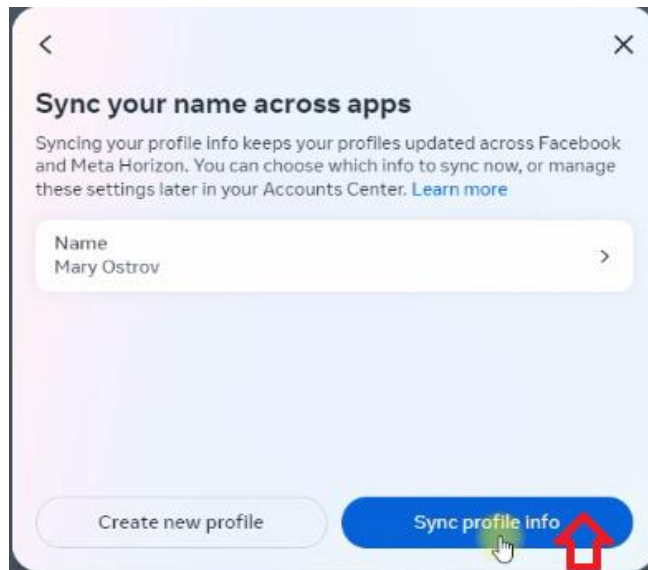 Sync your name across apps
Syncing your profile info keeps your profiles updated across Facebook
and Meta Horizon. You can choose which info to sync now, or manage
these settings later in your Accounts Center. Learn more
Name
Mary Ostrov
Create new profile
Sync profile info